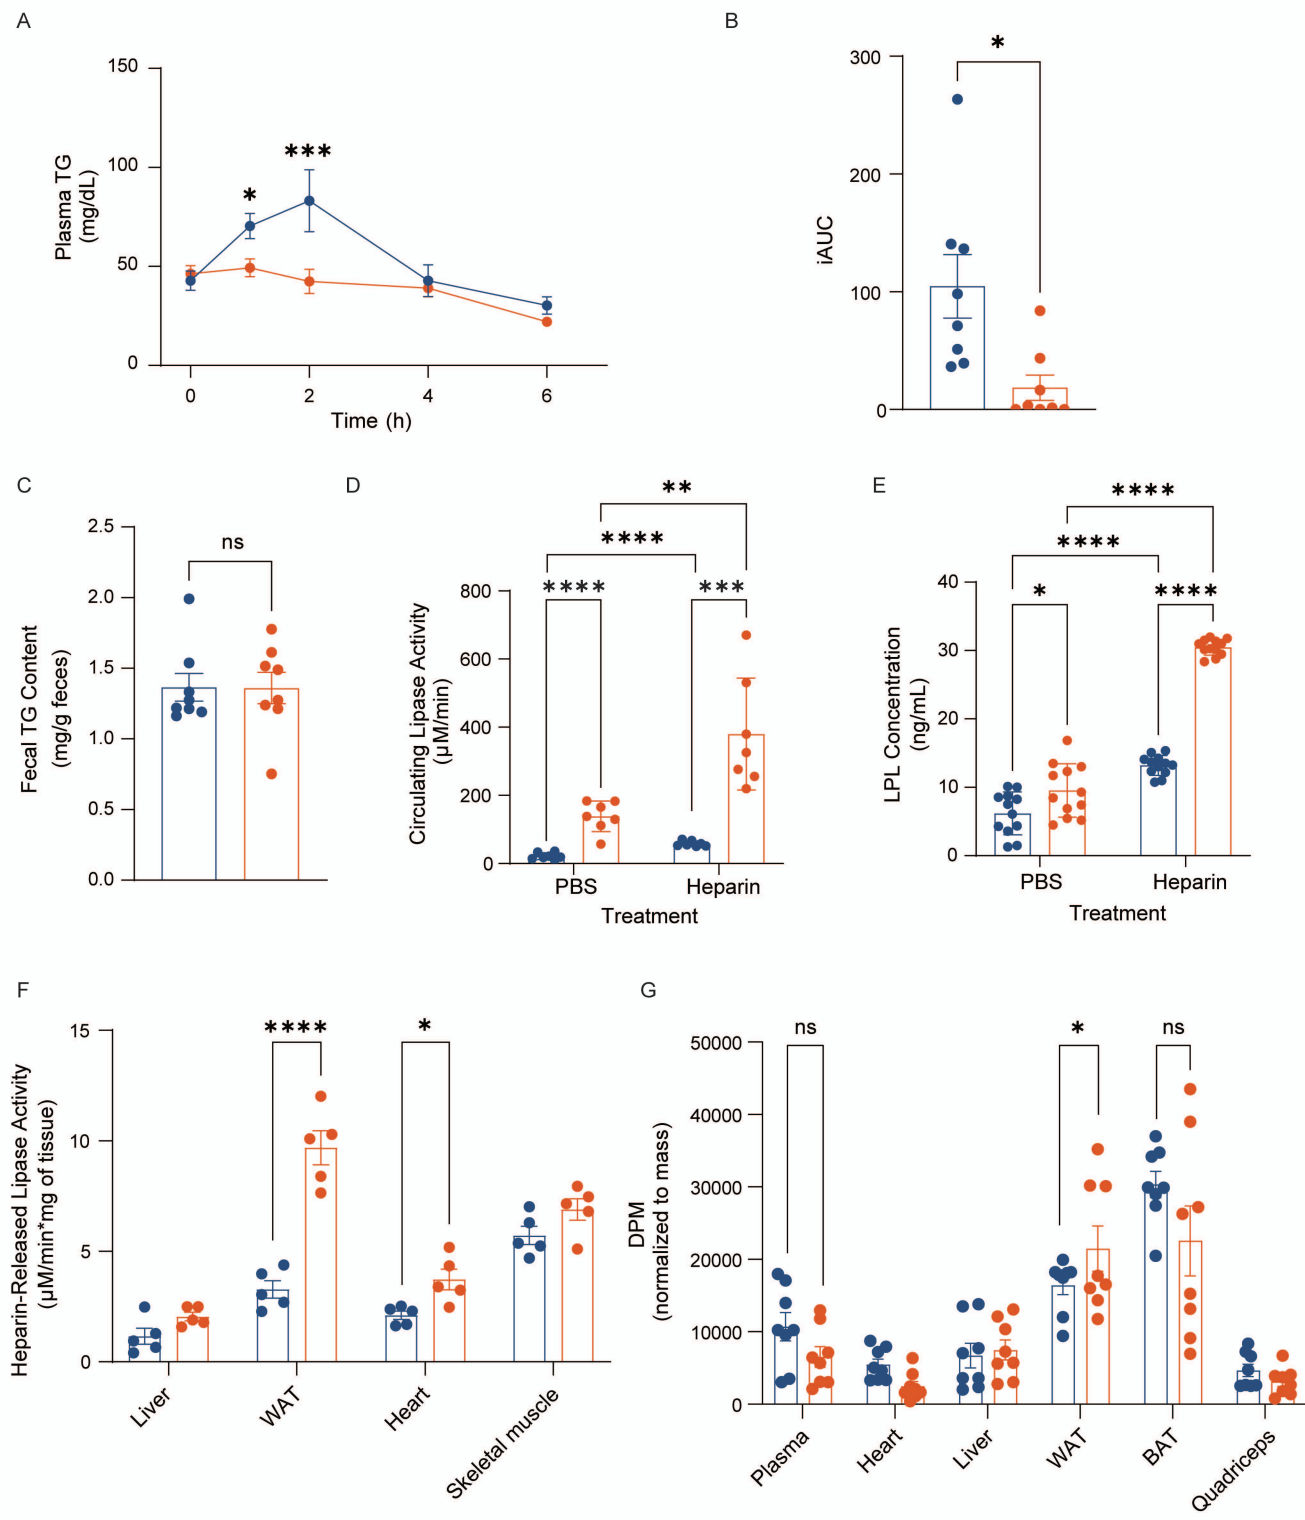 A
150
100
50
0
Plasma TG
(mg/dL)
*
***
0
2
4
6
Time (h)
B
300
200
100
0
iAUC
*
C
2.5
2.0
1.5
1.0
0.5
0.0
Fecal TG Content
(mg/g feces)
ns
D
800
600
400
200
0
Circulating Lipase Activity
(µM/min)
**
****
****
***
PBS
Heparin
Treatment
E
40
30
20
10
0
LPL Concentration
(ng/mL)
****
****
*
****
PBS
Heparin
Treatment
F
15
10
5
0
Heparin-Released Lipase Activity
(µM/min*mg of tissue)
****
*
Liver
WAT
Heart
Skeletal muscle
G
50000
40000
30000
20000
10000
0
DPM
(normalized to mass)
ns
*
ns
Plasma
Heart
Liver
WAT
BAT
Quadriceps